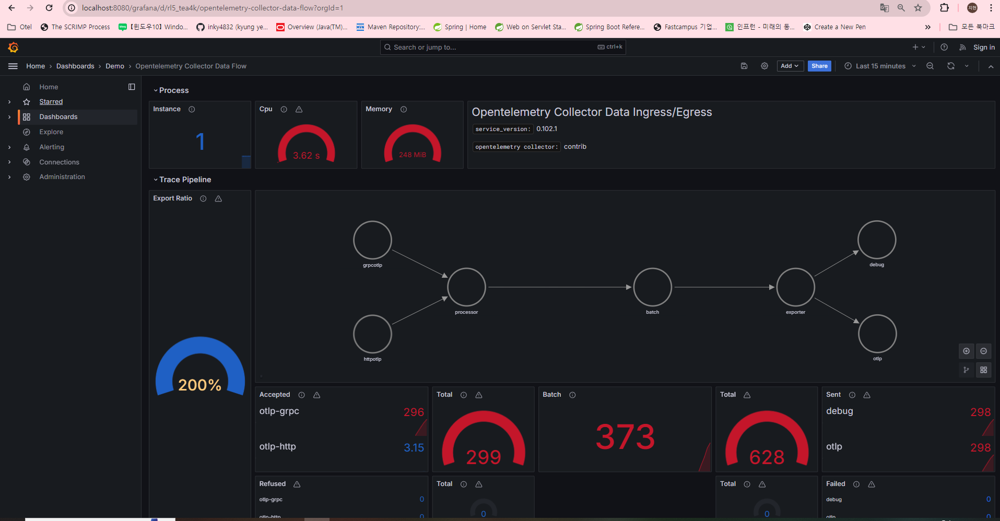 localhost:8080/grafana/d/rl5_tea4k/opentelemetry-collector-data-flow?orgId=1
지현
Otel
The SCRIMP Process
【윈도우10】 Windo...
inky4832 (kyung ye...
Overview (Java(TM)...
Maven Repository:...
Spring | Home
Web on Servlet Sta...
Spring Boot Refere...
Fastcampus 기업...
인프런 - 미래의 동...
Create a New Pen
»
모든 북마크
Search or jump to...
ctrl+k
Sign in
Home › Dashboards › Demo › Opentelemetry Collector Data Flow
Add
Share
Last 15 minutes
Home
Starred
Dashboards
Explore
Alerting
Connections
Administration
Process
Instance
1
Cpu
3.62 s
Memory
248 MiB
Opentelemetry Collector Data Ingress/Egress
service_version: 0.102.1
opentelemetry collector: contrib
Trace Pipeline
Export Ratio
200%
grpcotlp
httpotlp
processor
batch
exporter
debug
otlp
Accepted
otlp-grpc 296
otlp-http 3.15
Total
299
Batch
373
Total
628
Sent
debug 298
otlp 298
Refused
otlp-grpc 0
otlp-http 0
Total
0
Total
0
Failed
debug 0
otlp 0